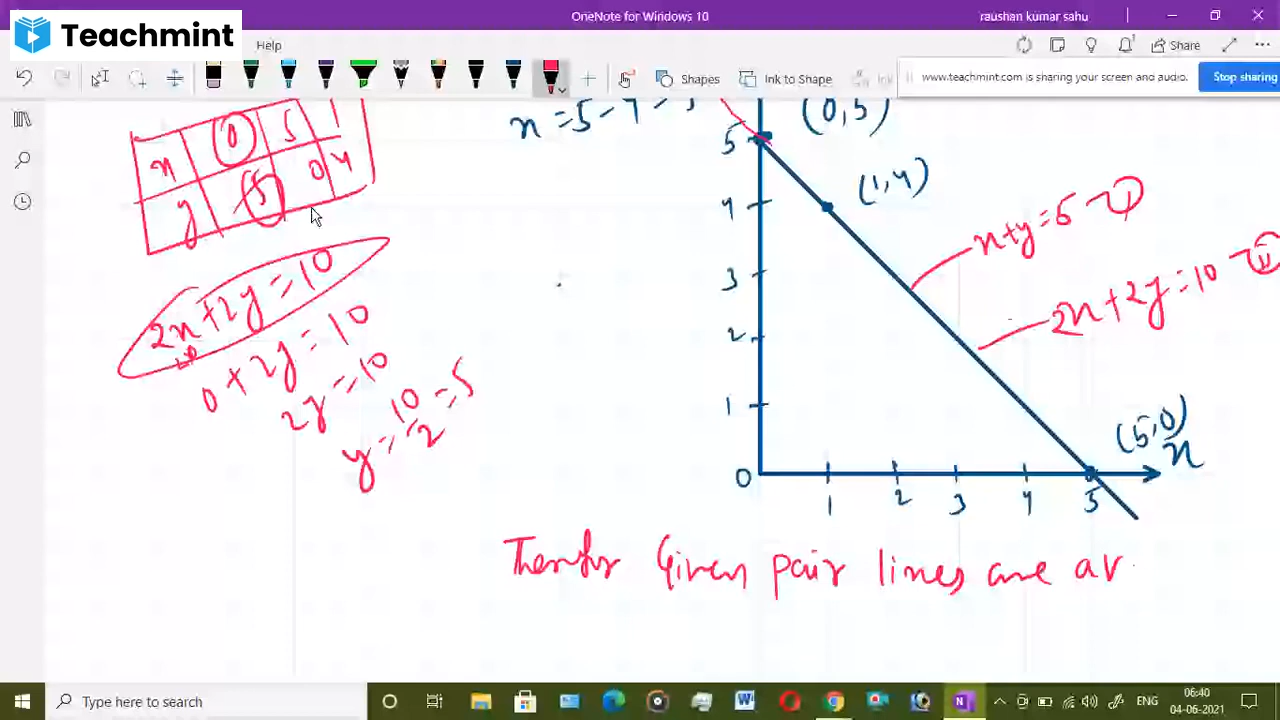 OneNote for Windows 10
raushan kumar sahu
Teachmint
Help
Share
Shapes
Ink to Shape
www.teachmint.com is sharing your screen and audio.
Stop sharing
x 0 5 1
y 5 0 4
2x+2y=10
0+2y=10
2y=10
y=10/2=5
(0,5)
5
4
(1,4)
x+y=5
3
2x+2y=10
2
1
(5,0)
x
0
1 2 3 4 5
Given pair lines are
Type here to search
ENG
06:40
04-06-2021